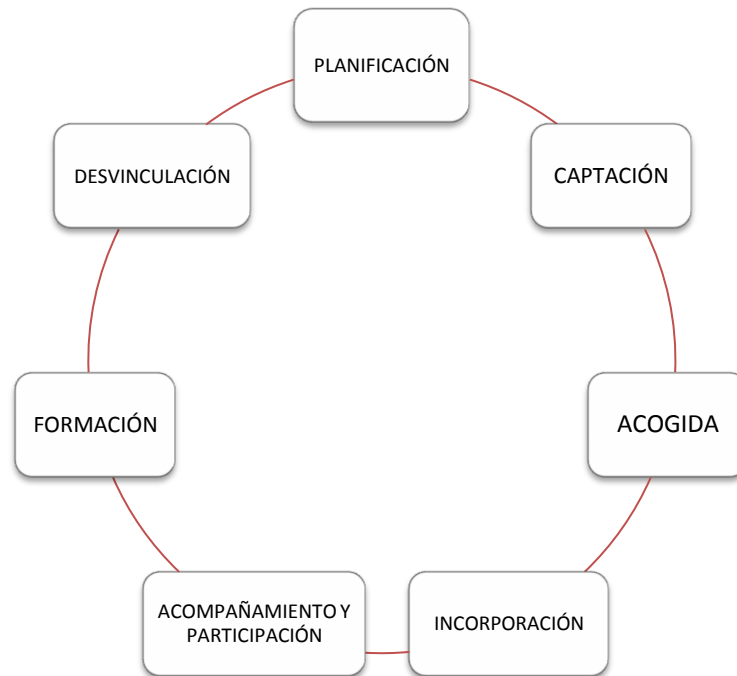 PLANIFICACIÓN
CAPTACIÓN
ACOGIDA
INCORPORACIÓN
ACOMPAÑAMIENTO Y
PARTICIPACIÓN
FORMACIÓN
DESVINCULACIÓN